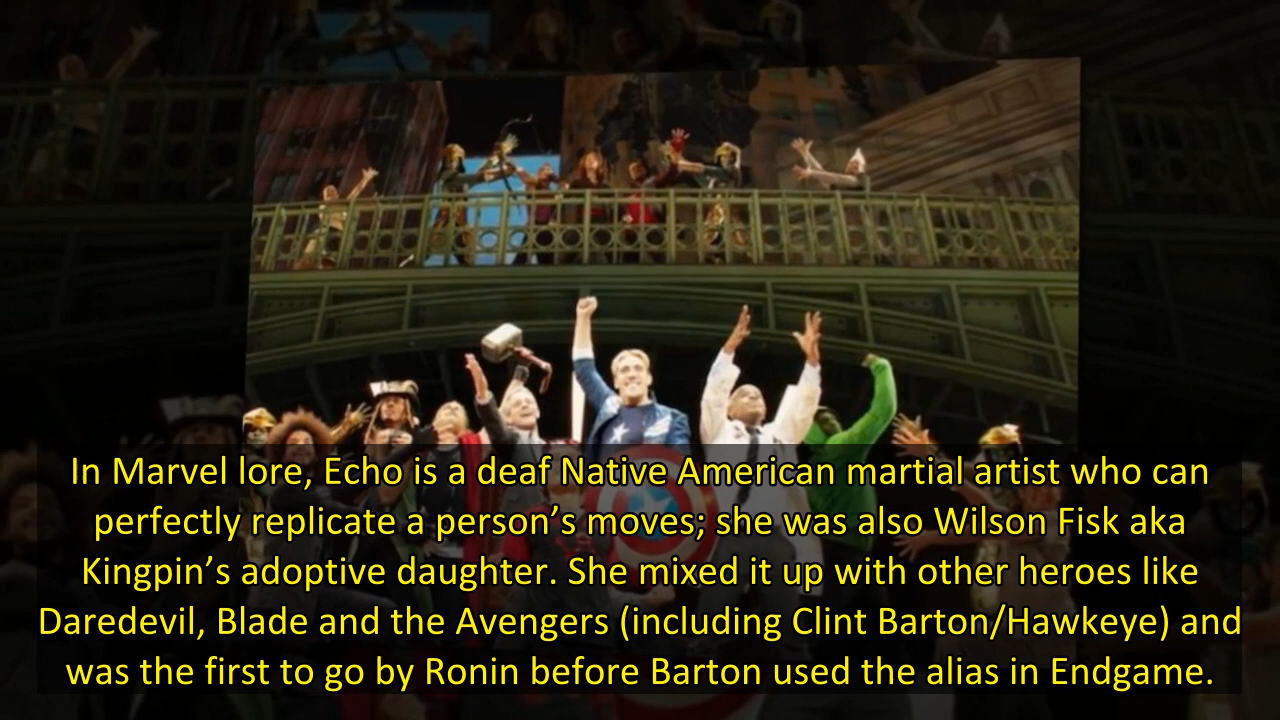 In Marvel lore, Echo is a deaf Native American martial artist who can
perfectly replicate a person’s moves; she was also Wilson Fisk aka
Kingpin’s adoptive daughter. She mixed it up with other heroes like
Daredevil, Blade and the Avengers (including Clint Barton/Hawkeye) and
was the first to go by Ronin before Barton used the alias in Endgame.